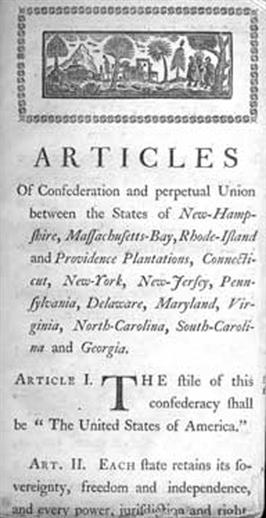 ARTICLES
Of Confederation and perpetual Union
between the States of New-Hamp-
ſhire, Maſſachuſetts-Bay, Rhode-Iſland
and Providence Plantations, Connecti-
cut, New-York, New-Jerſey, Penn-
ſylvania, Delaware, Maryland, Vir-
ginia, North-Carolina, South-Caroli-
na and Georgia.
ARTICLE I. THE ſtile of this
confederacy ſhall
be “ The United States of America.”
ART. II. EACH ſtate retains its ſo-
vereignty, freedom and independence,
and every power, juriſdiction and right